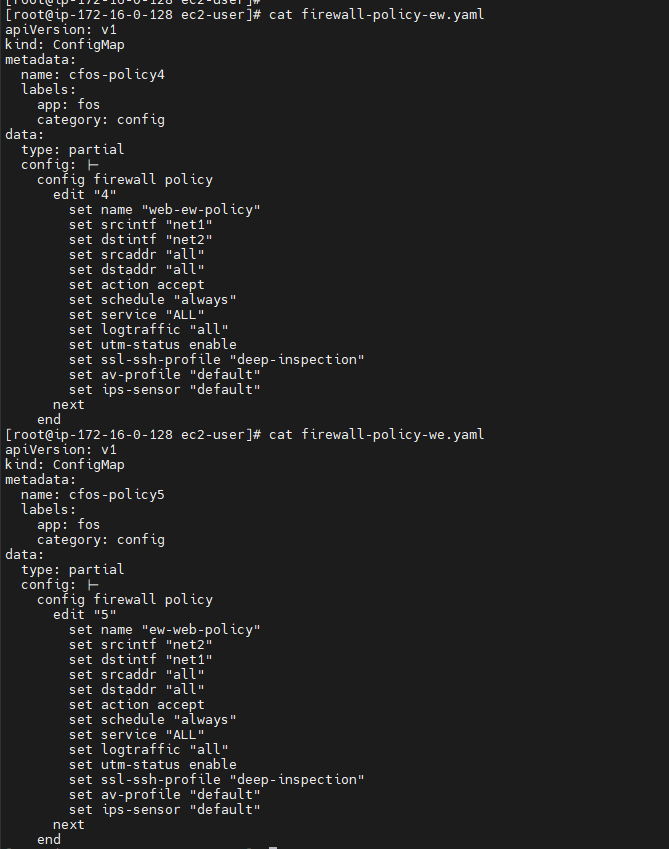 [root@ip-172-16-0-128 ec2-user]#
[root@ip-172-16-0-128 ec2-user]# cat firewall-policy-ew.yaml
apiVersion: v1
kind: ConfigMap
metadata:
  name: cfos-policy4
  labels:
    app: fos
    category: config
data:
  type: partial
  config: |-
    config firewall policy
      edit "4"
        set name "web-ew-policy"
        set srcintf "net1"
        set dstintf "net2"
        set srcaddr "all"
        set dstaddr "all"
        set action accept
        set schedule "always"
        set service "ALL"
        set logtraffic "all"
        set utm-status enable
        set ssl-ssh-profile "deep-inspection"
        set av-profile "default"
        set ips-sensor "default"
      next
    end
[root@ip-172-16-0-128 ec2-user]# cat firewall-policy-we.yaml
apiVersion: v1
kind: ConfigMap
metadata:
  name: cfos-policy5
  labels:
    app: fos
    category: config
data:
  type: partial
  config: |-
    config firewall policy
      edit "5"
        set name "ew-web-policy"
        set srcintf "net2"
        set dstintf "net1"
        set srcaddr "all"
        set dstaddr "all"
        set action accept
        set schedule "always"
        set service "ALL"
        set logtraffic "all"
        set utm-status enable
        set ssl-ssh-profile "deep-inspection"
        set av-profile "default"
        set ips-sensor "default"
      next
    end